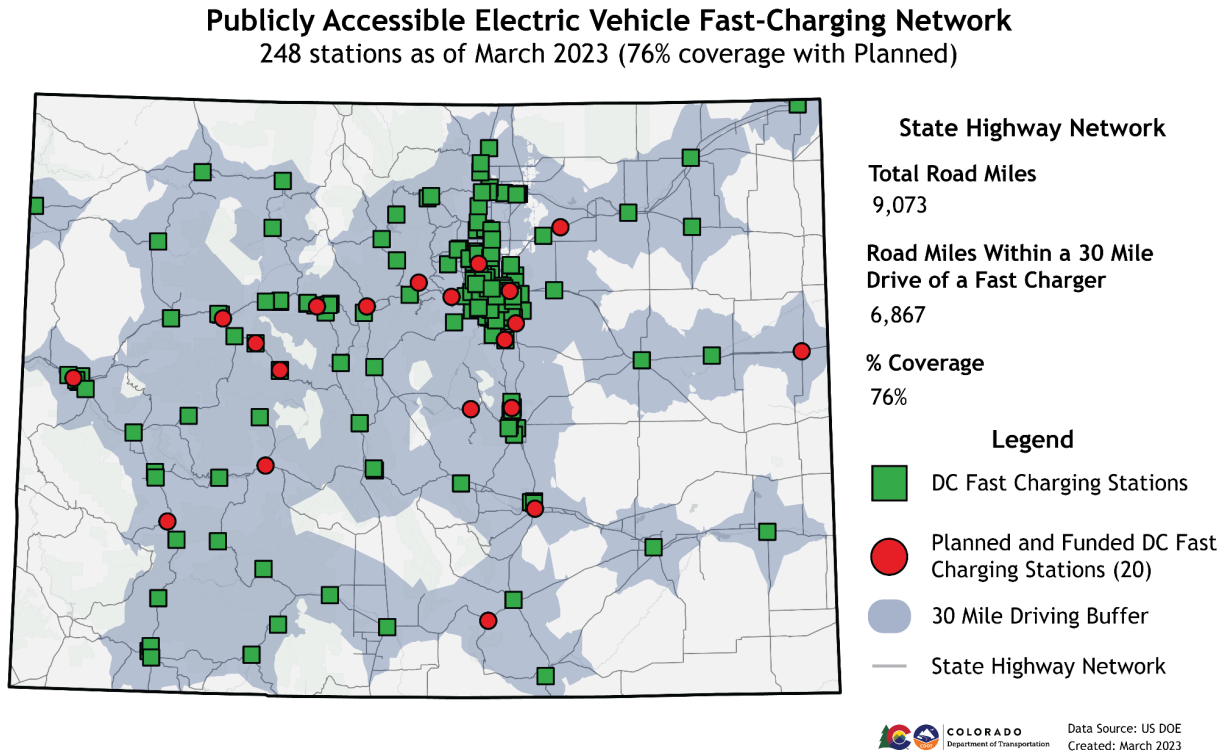 Publicly Accessible Electric Vehicle Fast-Charging Network
248 stations as of March 2023 (76% coverage with Planned)
State Highway Network
Total Road Miles
9,073
Road Miles Within a 30 Mile
Drive of a Fast Charger
6,867
% Coverage
76%
Legend
DC Fast Charging Stations
Planned and Funded DC Fast
Charging Stations (20)
30 Mile Driving Buffer
State Highway Network
COLORADO
Department of Transportation
Data Source: US DOE
Created: March 2023